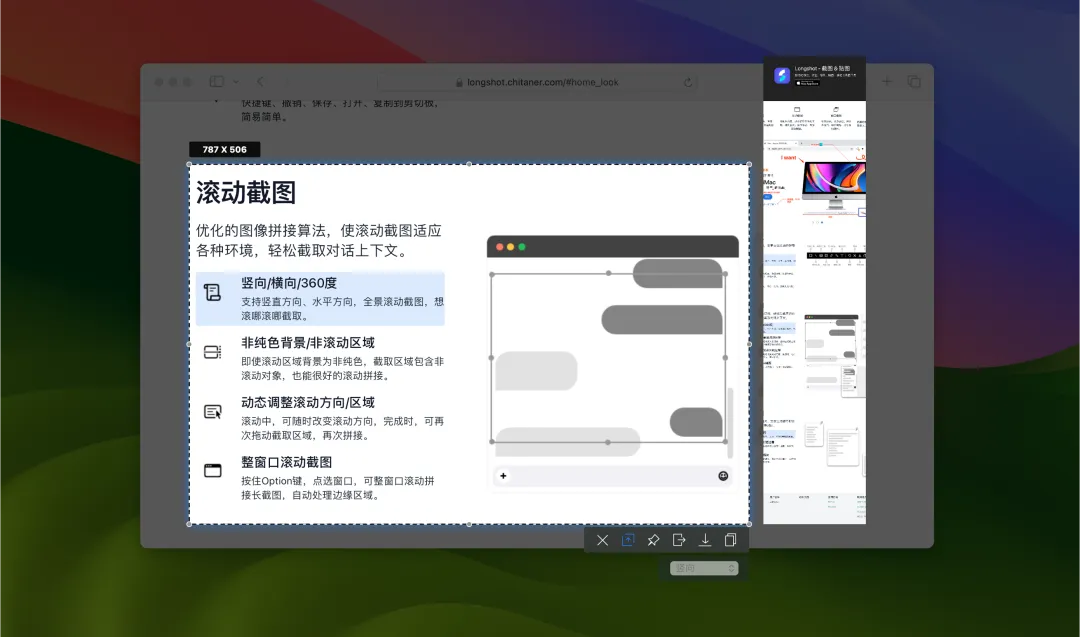 longshot.chitaner.com/#home_look
Longshot - 截图 & 贴图
快捷键、撤销、保存、打开、复制到剪切板，
简易简单。
787 X 506
滚动截图
优化的图像拼接算法，使滚动截图适应
各种环境，轻松截取对话上下文。
竖向/横向/360度
支持竖直方向、水平方向，全景滚动截图，想
滚哪滚哪截取。
非纯色背景/非滚动区域
即使滚动区域背景为非纯色，截取区域包含非
滚动对象，也能很好的滚动拼接。
动态调整滚动方向/区域
滚动中，可随时改变滚动方向，完成时，可再
次拖动截取区域，再次拼接。
整窗口滚动截图
按住Option键，点选窗口，可整窗口滚动拼
接长截图，自动处理边缘区域。
I want
iMac
竖向